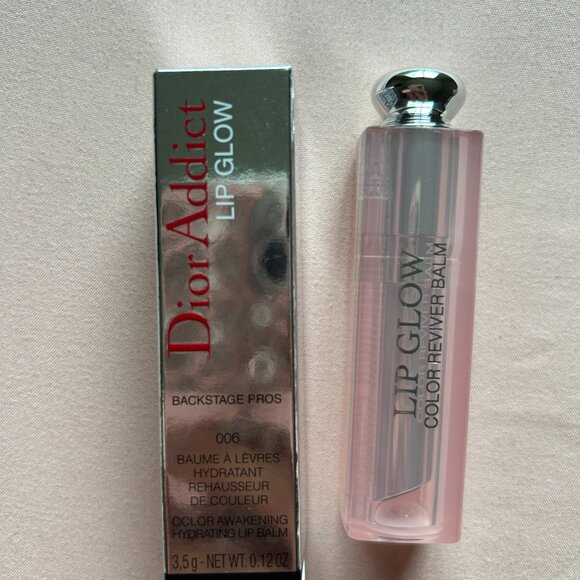 Dior Addict
LIP GLOW
BACKSTAGE PROS
006
BAUME À LÈVRES
HYDRATANT
REHAUSSEUR
DE COULEUR
COLOR AWAKENING
HYDRATING LIP BALM
3,5 g - NET WT. 0.12 OZ
LIP GLOW
COLOR REVIVER BALM